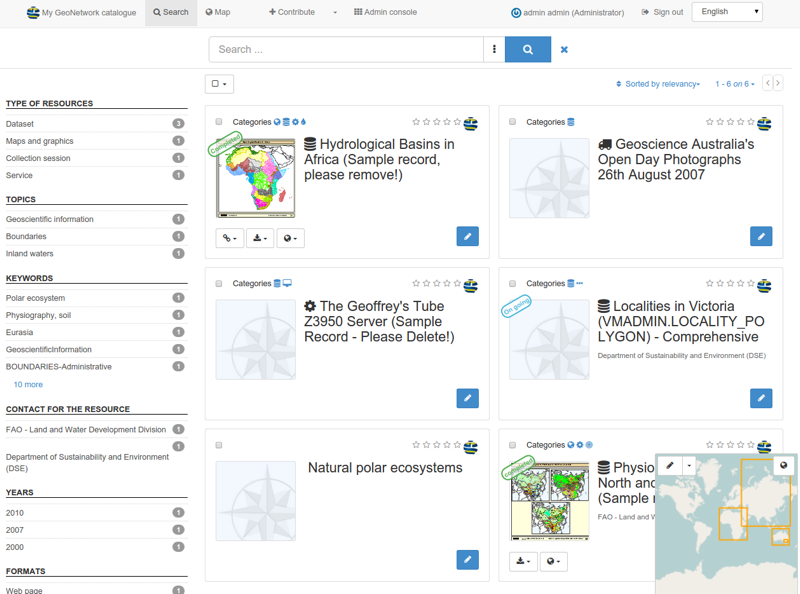 My GeoNetwork catalogue Search Map Contribute Admin console admin admin (Administrator) Sign out English
Search ...
Sorted by relevancy 1 - 6 on 6
TYPE OF RESOURCES
Dataset 3
Maps and graphics 1
Collection session 1
Service 1
TOPICS
Geoscientific information 1
Boundaries 1
Inland waters 1
KEYWORDS
Polar ecosystem 1
Physiography, soil 1
Eurasia 1
GeoscientificInformation 1
BOUNDARIES-Administrative 1
10 more
CONTACT FOR THE RESOURCE
FAO - Land and Water Development Division 1
1
Department of Sustainability and Environment
(DSE)
YEARS
2010 1
2007 1
2000 1
FORMATS
Web page 1
Categories
Completed
Hydrological Basins in
Africa (Sample record,
please remove!)
Categories
Geoscience Australia's
Open Day Photographs
26th August 2007
Categories
The Geoffrey's Tube
Z3950 Server (Sample
Record - Please Delete!)
Categories
On going
Localities in Victoria
(VMADMIN.LOCALITY_PO
LYGON) - Comprehensive
Department of Sustainability and Environment (DSE)
Natural polar ecosystems
Categories
Completed
Physio
North and
(Sample
FAO - Land and